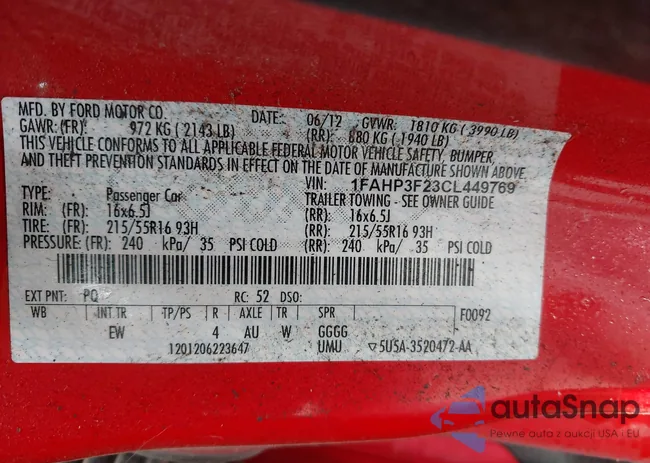 MFD. BY FORD MOTOR CO. DATE: 06/12 GVWR: 1810 KG ( 3990 LB)
GAWR: (FR): 972 KG ( 2143 LB) (RR): 880 KG ( 1940 LB)
THIS VEHICLE CONFORMS TO ALL APPLICABLE FEDERAL MOTOR VEHICLE SAFETY, BUMPER,
AND THEFT PREVENTION STANDARDS IN EFFECT ON THE DATE OF MANUFACTURE SHOWN ABOVE.
VIN: 1FAHP3F23CL449769
TYPE: Passenger Car TRAILER TOWING - SEE OWNER GUIDE
RIM: (FR): 16x6.5J (RR): 16x6.5J
TIRE: (FR): 215/55R16 93H (RR): 215/55R16 93H
PRESSURE: (FR): 240 kPa/ 35 PSI COLD (RR): 240 kPa/ 35 PSI COLD
EXT PNT: PQ RC: 52 DSO:
WB INT TR TP/PS R AXLE TR SPR F0092
EW 4 AU W GGGG
1201206223647 UMU ▽5U5A-3520472-AA
autoSnap
Pewne auta z aukcji USA i EU